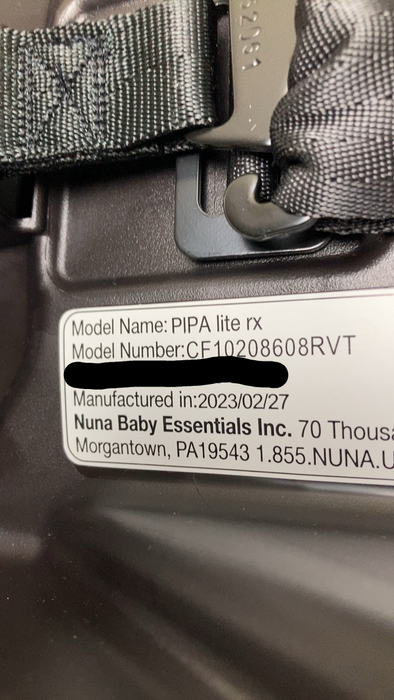 62091
Model Name: PIPA lite rx
Model Number:CF10208608RVT
Manufactured in:2023/02/27
Nuna Baby Essentials Inc. 70 Thousa
Morgantown, PA19543 1.855.NUNA.U